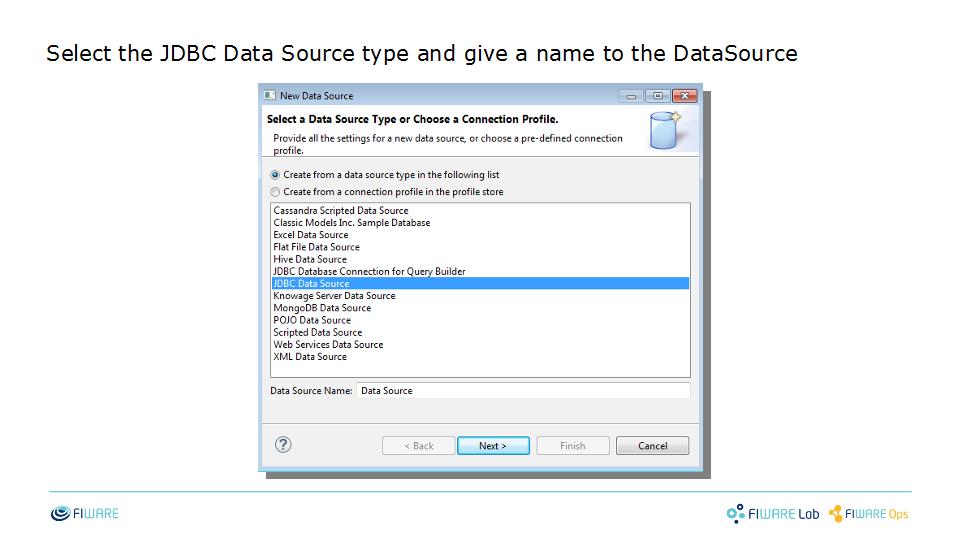 Select the JDBC Data Source type and give a name to the DataSource
New Data Source
Select a Data Source Type or Choose a Connection Profile.
Provide all the settings for a new data source, or choose a pre-defined connection
profile.
Create from a data source type in the following list
Create from a connection profile in the profile store
Cassandra Scripted Data Source
Classic Models Inc. Sample Database
Excel Data Source
Flat File Data Source
Hive Data Source
JDBC Database Connection for Query Builder
JDBC Data Source
Knowage Server Data Source
MongoDB Data Source
POJO Data Source
Scripted Data Source
Web Services Data Source
XML Data Source
Data Source Name: Data Source
? < Back Next > Finish Cancel
FIWARE FIWARE Lab FIWARE Ops